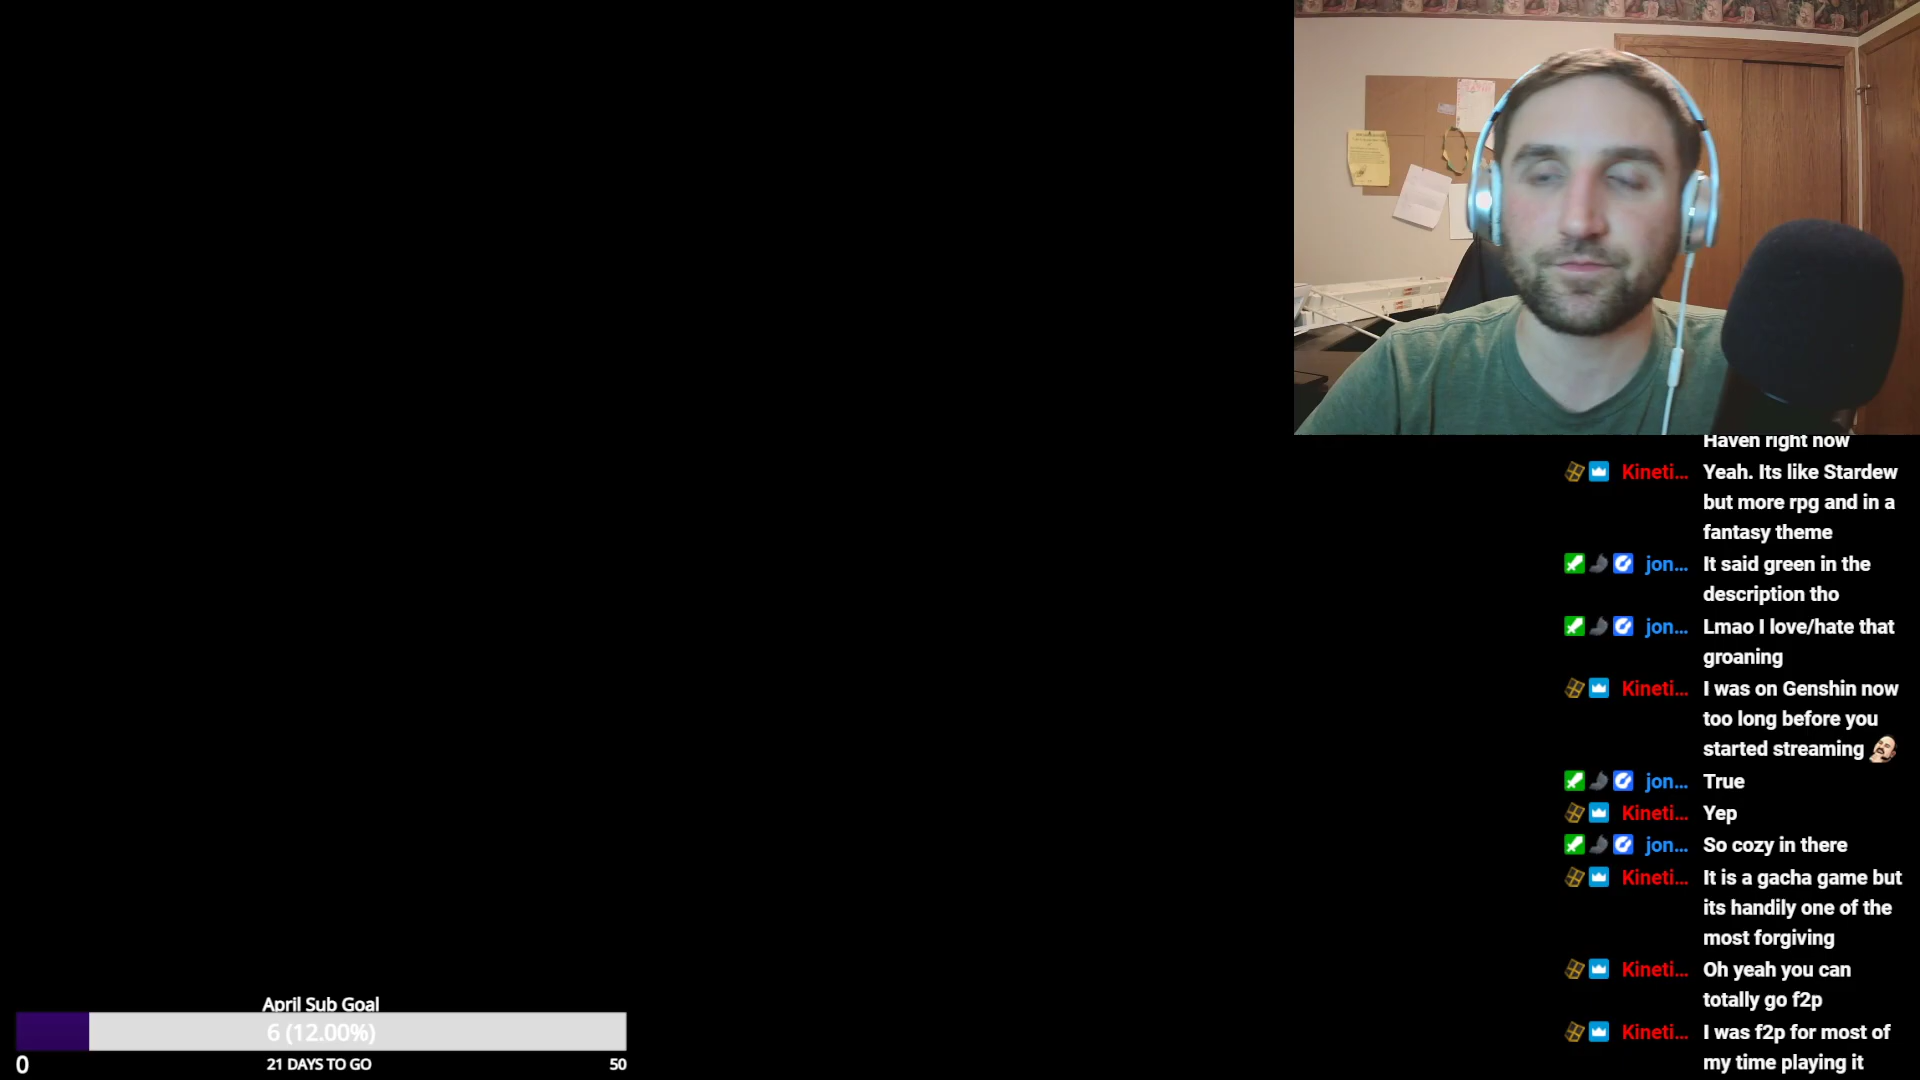 Haven right now
Kineti... Yeah. Its like Stardew
but more rpg and in a
fantasy theme
jon... It said green in the
description tho
jon... Lmao I love/hate that
groaning
Kineti... I was on Genshin now
too long before you
started streaming
jon... True
Kineti... Yep
jon... So cozy in there
Kineti... It is a gacha game but
its handily one of the
most forgiving
Kineti... Oh yeah you can
totally go f2p
Kineti... I was f2p for most of
my time playing it
April Sub Goal
6 (12.00%)
0 21 DAYS TO GO 50